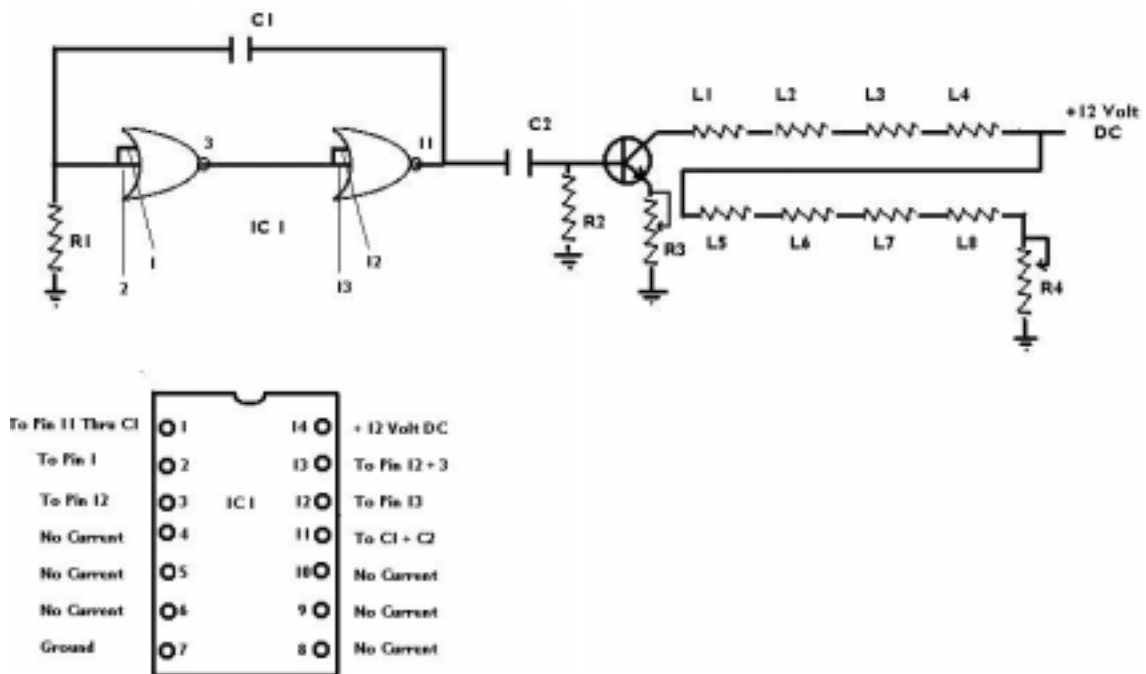 C1
L1 L2 L3 L4
+12 Volt
DC
C2
3
11
R1
IC 1
R2
R3
L5 L6 L7 L8
R4
1
12
2
13
To Pin 11 Thru C1 1 14 + 12 Volt DC
To Pin 1 2 13 To Pin 12 + 3
To Pin 12 3 IC 1 12 To Pin 13
No Current 4 11 To C1 + C2
No Current 5 10 No Current
No Current 6 9 No Current
Ground 7 8 No Current